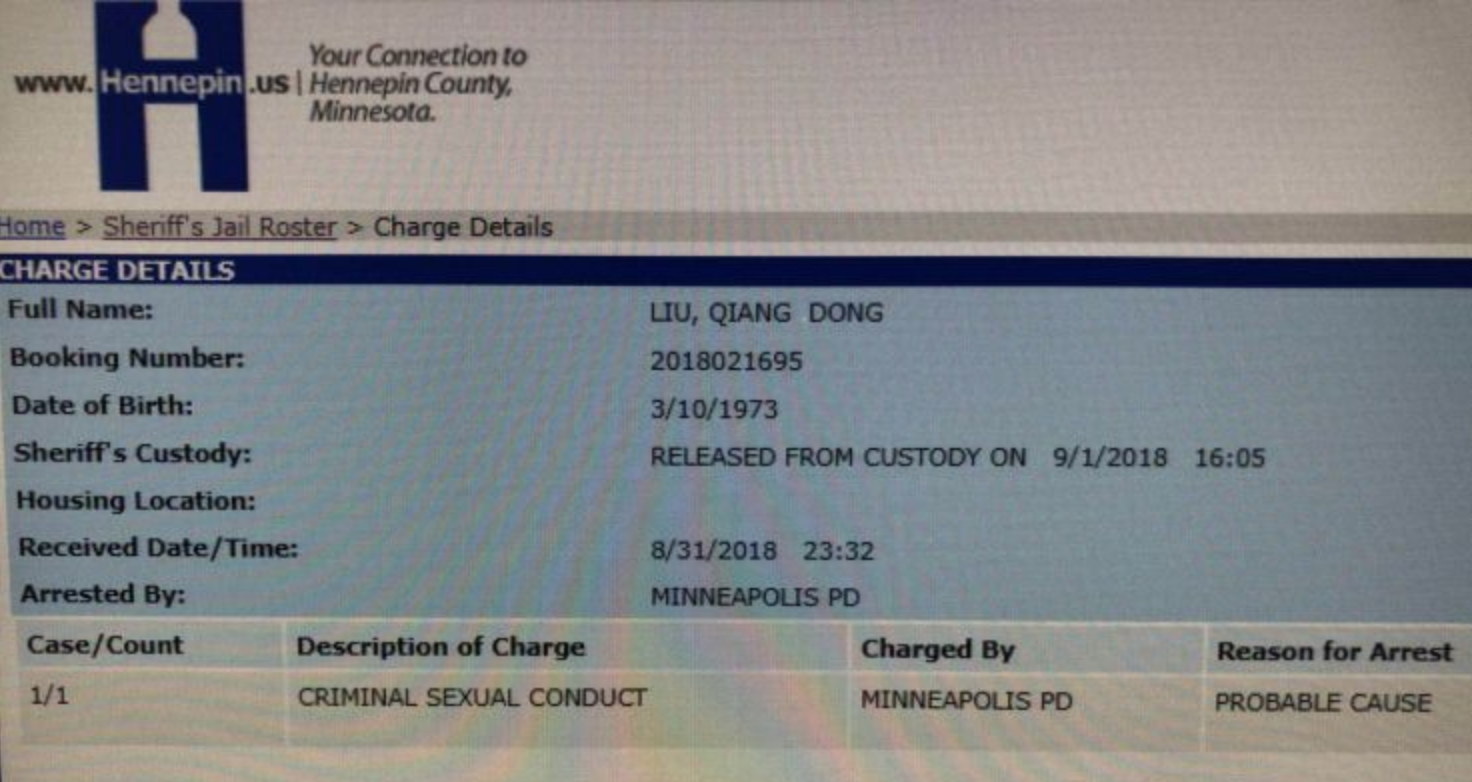 www.Hennepin.us | Your Connection to
Hennepin County,
Minnesota.
Home > Sheriff's Jail Roster > Charge Details
CHARGE DETAILS
Full Name: LIU, QIANG DONG
Booking Number: 2018021695
Date of Birth: 3/10/1973
Sheriff's Custody: RELEASED FROM CUSTODY ON 9/1/2018 16:05
Housing Location:
Received Date/Time: 8/31/2018 23:32
Arrested By: MINNEAPOLIS PD
Case/Count Description of Charge Charged By Reason for Arrest
1/1 CRIMINAL SEXUAL CONDUCT MINNEAPOLIS PD PROBABLE CAUSE